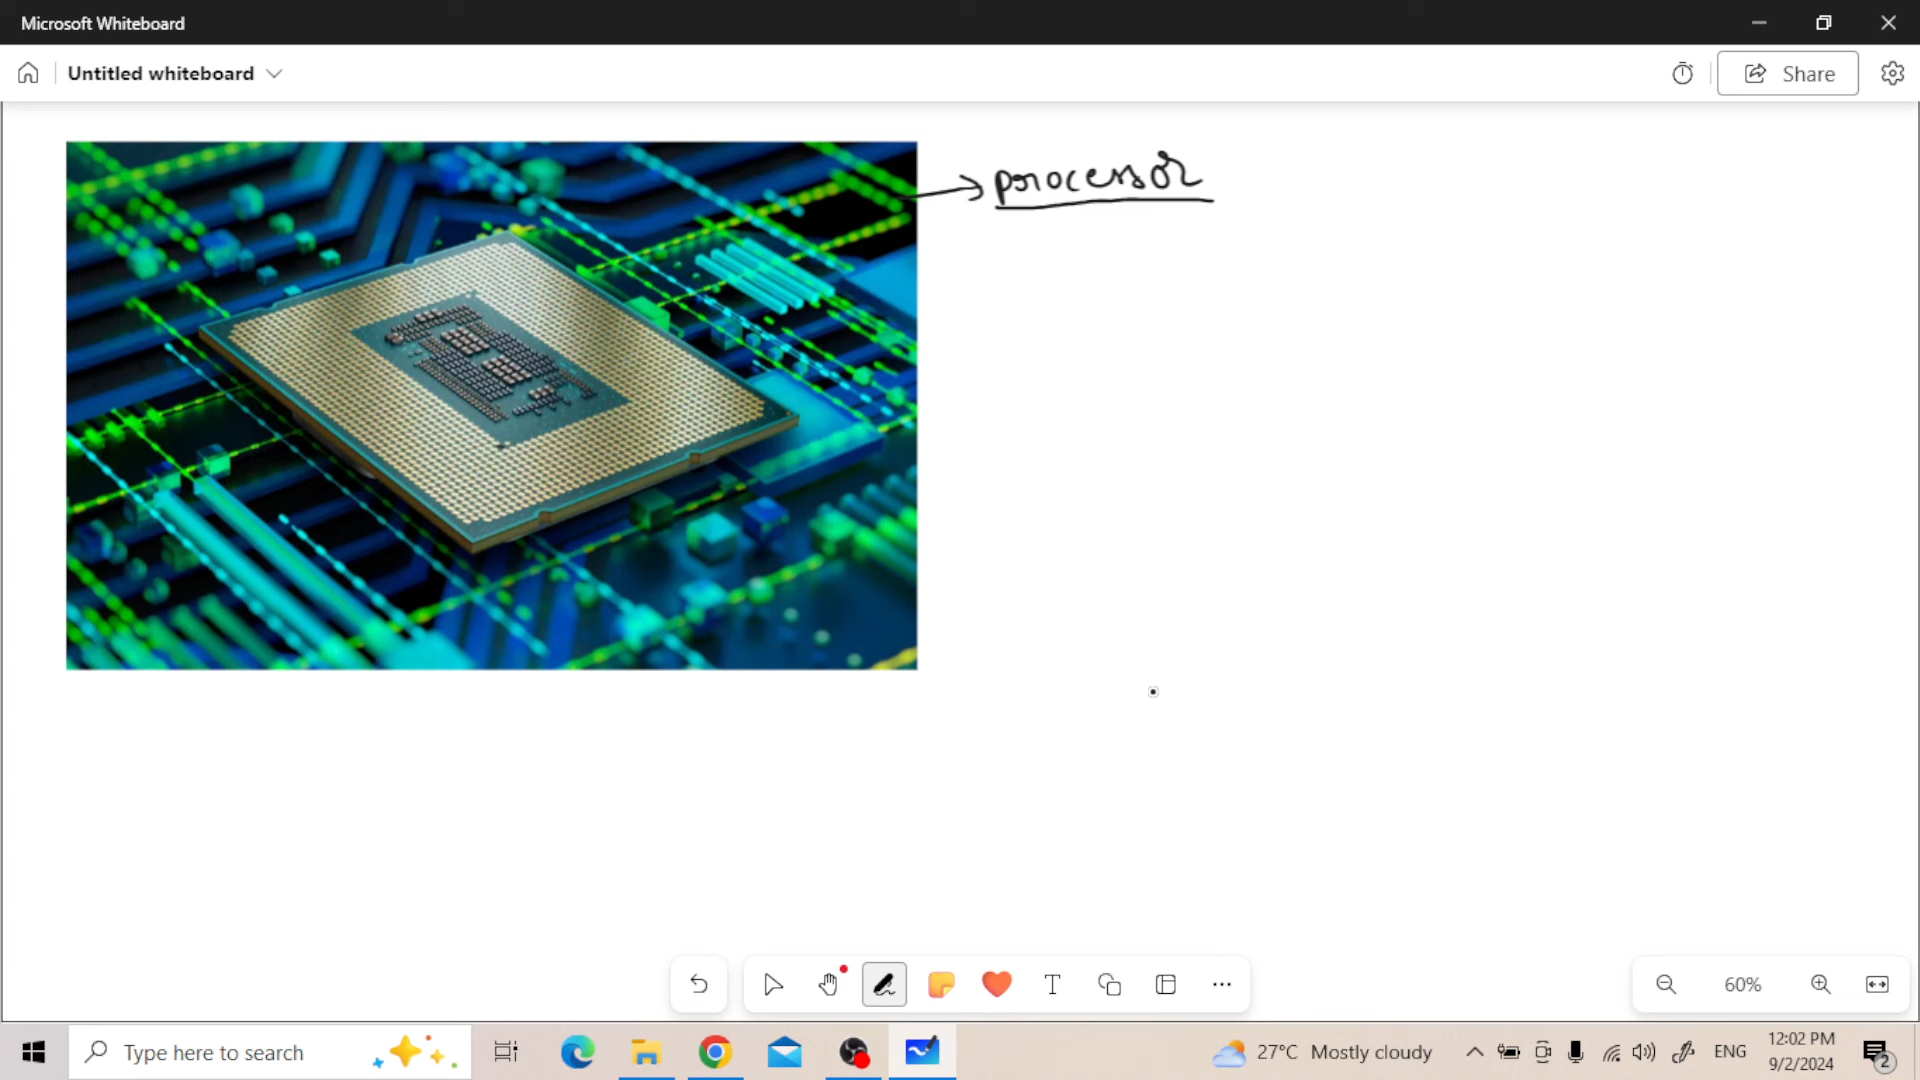 Microsoft Whiteboard
Untitled whiteboard
Share
processor
60%
Type here to search
27°C Mostly cloudy
ENG
12:02 PM
9/2/2024
2